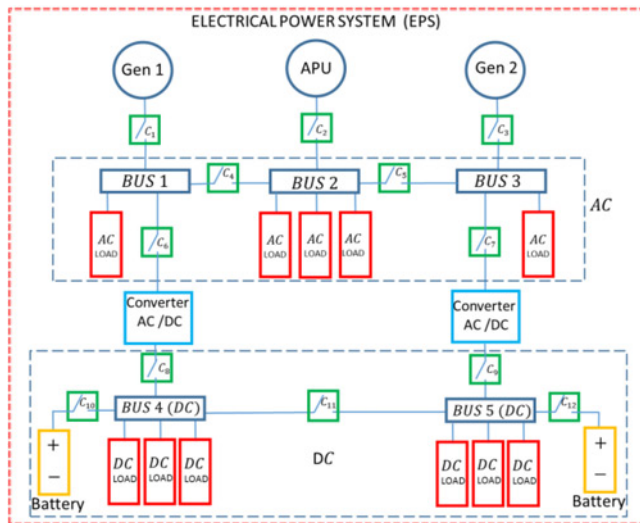 ELECTRICAL POWER SYSTEM (EPS)
Gen 1
APU
Gen 2
C1
C2
C3
BUS 1
C4
BUS 2
C5
BUS 3
AC
AC
LOAD
C6
AC
LOAD
AC
LOAD
AC
LOAD
C7
AC
LOAD
Converter
AC /DC
Converter
AC /DC
C8
C9
C10
BUS 4 (DC)
C11
BUS 5 (DC)
C12
+
−
Battery
DC
LOAD
DC
LOAD
DC
LOAD
DC
DC
LOAD
DC
LOAD
DC
LOAD
+
−
Battery